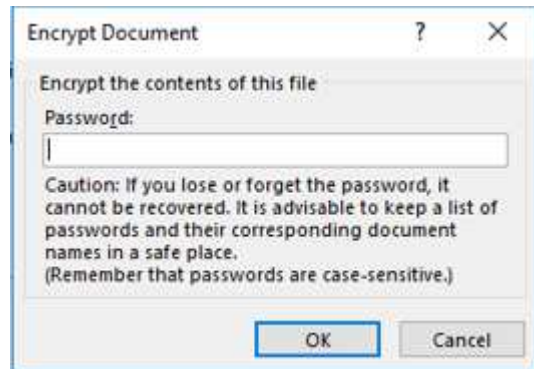 Encrypt Document ? X
Encrypt the contents of this file
Password:
Caution: If you lose or forget the password, it
cannot be recovered. It is advisable to keep a list of
passwords and their corresponding document
names in a safe place.
(Remember that passwords are case-sensitive.)
OK Cancel